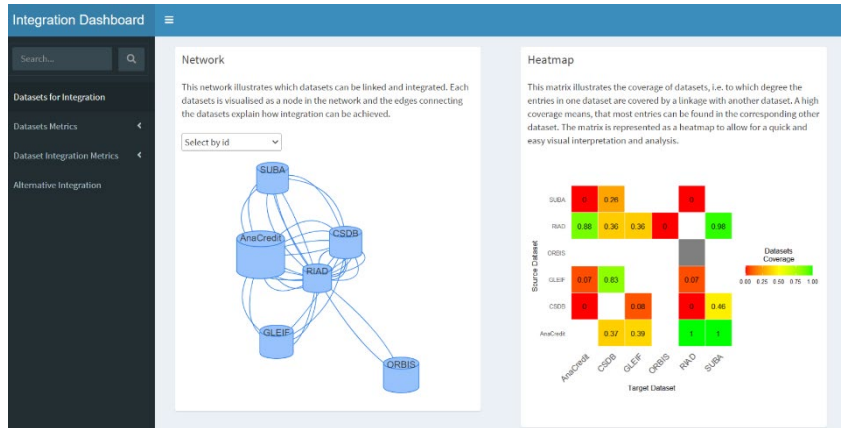 Integration Dashboard
Search...
Datasets for Integration
Datasets Metrics
Dataset Integration Metrics
Alternative Integration
Network
This network illustrates which datasets can be linked and integrated. Each
datasets is visualised as a node in the network and the edges connecting
the datasets explain how integration can be achieved.
Select by id
SUBA
AnaCredit
CSDB
RIAD
GLEIF
ORBIS
Heatmap
This matrix illustrates the coverage of datasets, i.e. to which degree the
entries in one dataset are covered by a linkage with another dataset. A high
coverage means, that most entries can be found in the corresponding other
dataset. The matrix is represented as a heatmap to allow for a quick and
easy visual interpretation and analysis.
Source Dataset
SUBA 0 0.26 0
RIAD 0.88 0.36 0.36 0 0.98
ORBIS
GLEIF 0.07 0.83 0.07
CSDB 0 0.08 0 0.46
AnaCredit 0.37 0.39 1 1
AnaCredit CSDB GLEIF ORBIS RIAD SUBA
Target Dataset
Datasets
Coverage
0.00 0.25 0.50 0.75 1.00